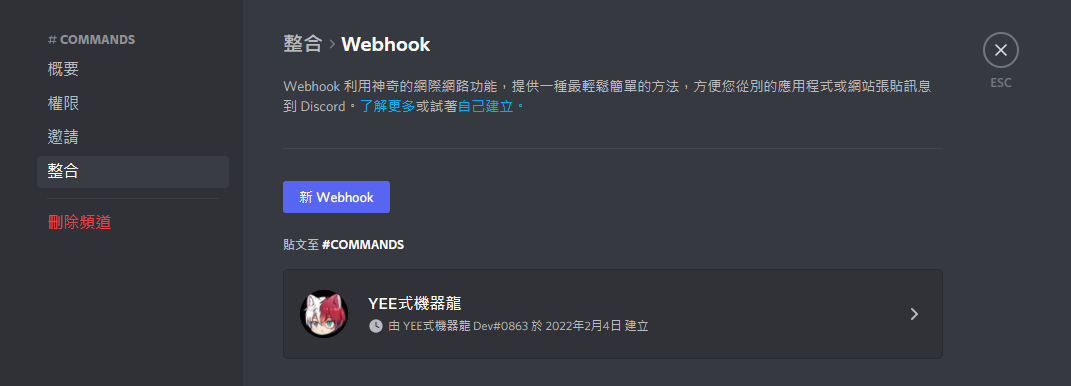 # COMMANDS
概要
權限
邀請
整合
刪除頻道
整合 > Webhook
Webhook 利用神奇的網際網路功能，提供一種最輕鬆簡單的方法，方便您從別的應用程式或網站張貼訊息
到 Discord。了解更多或試著自己建立。
ESC
新 Webhook
貼文至 #COMMANDS
YEE式機器龍
由 YEE式機器龍 Dev#0863 於 2022年2月4日 建立